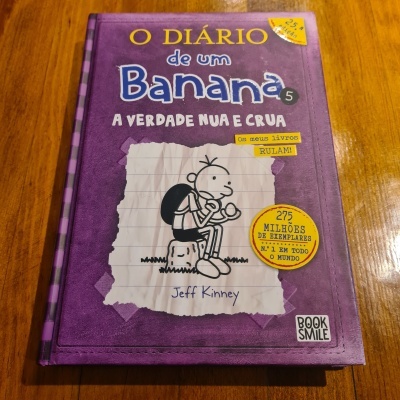 O DIÁRIO
de um
Banana 5
A VERDADE NUA E CRUA
Os meus livros
RULAM!
275
MILHÕES
DE EXEMPLARES
N.º 1 EM TODO
O MUNDO
Jeff Kinney
BOOK
SMILE